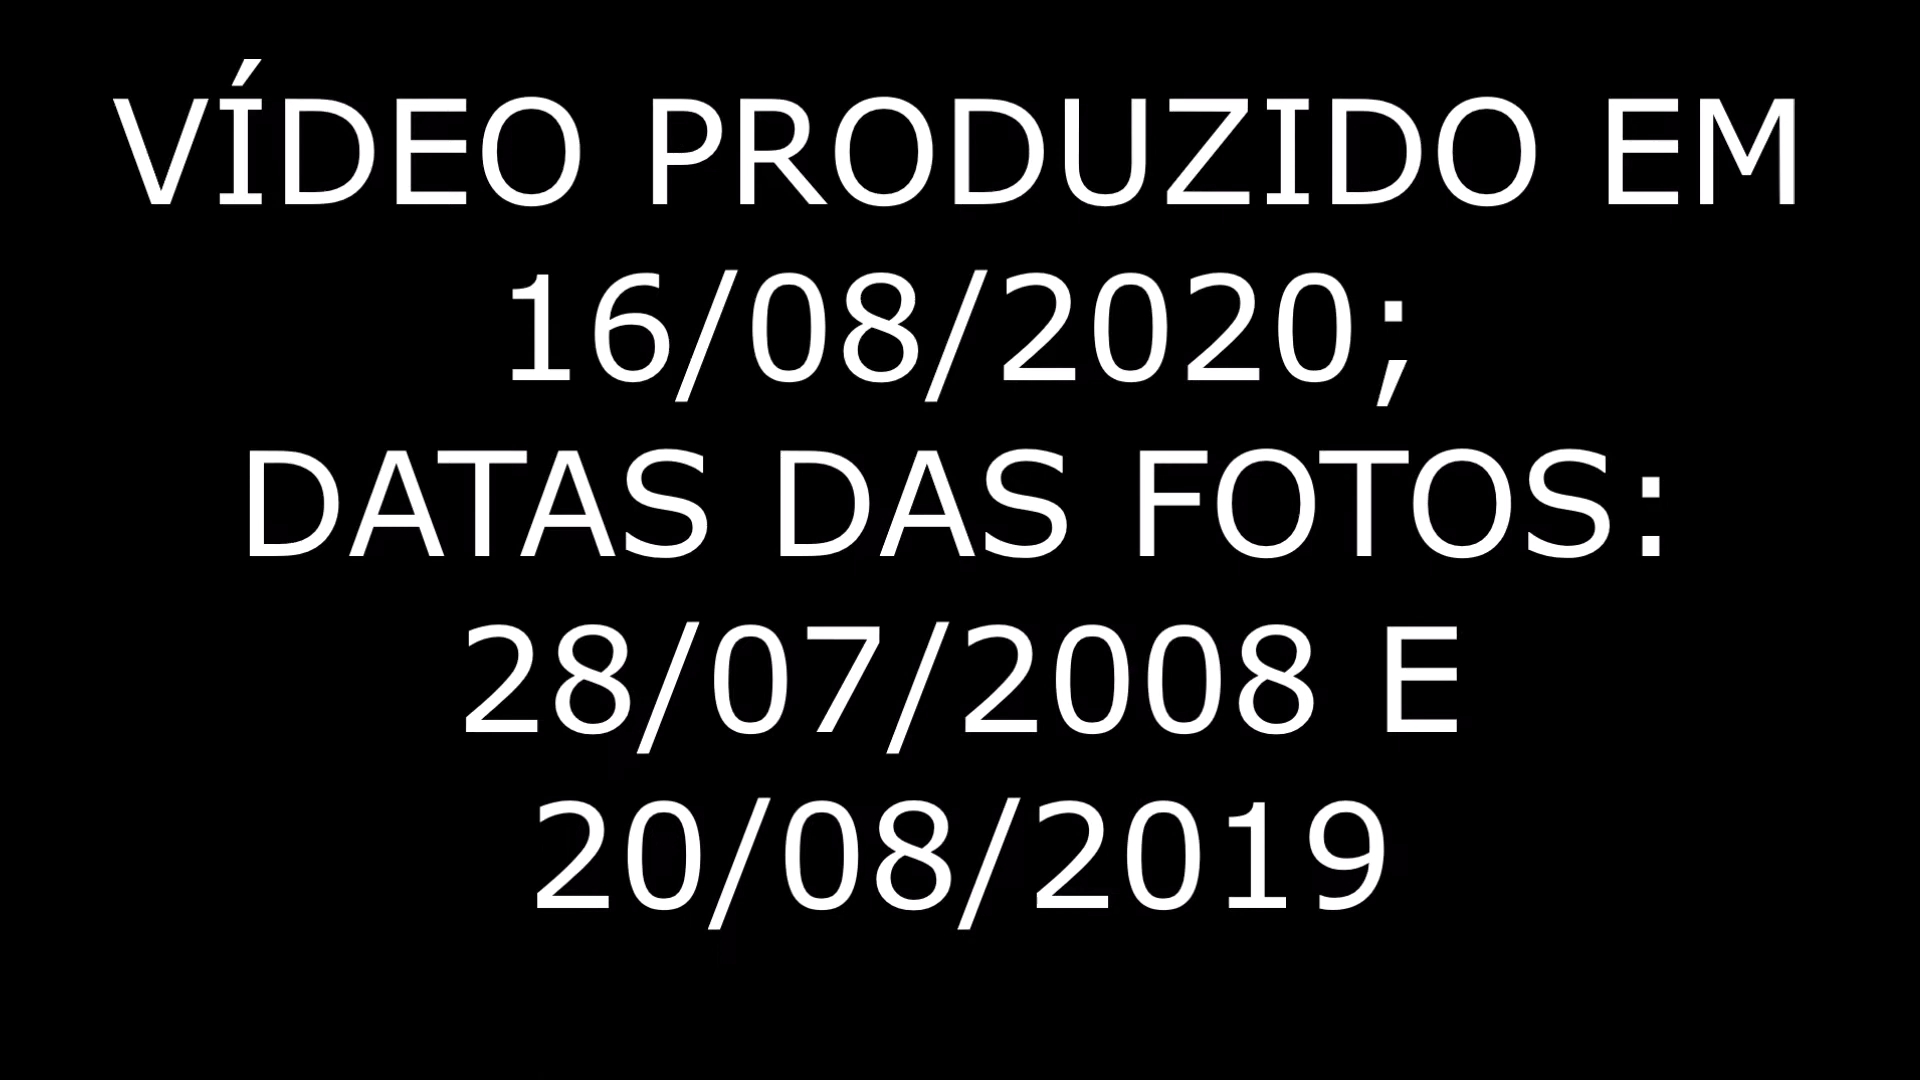 VÍDEO PRODUZIDO EM
16/08/2020;
DATAS DAS FOTOS:
28/07/2008 E
20/08/2019